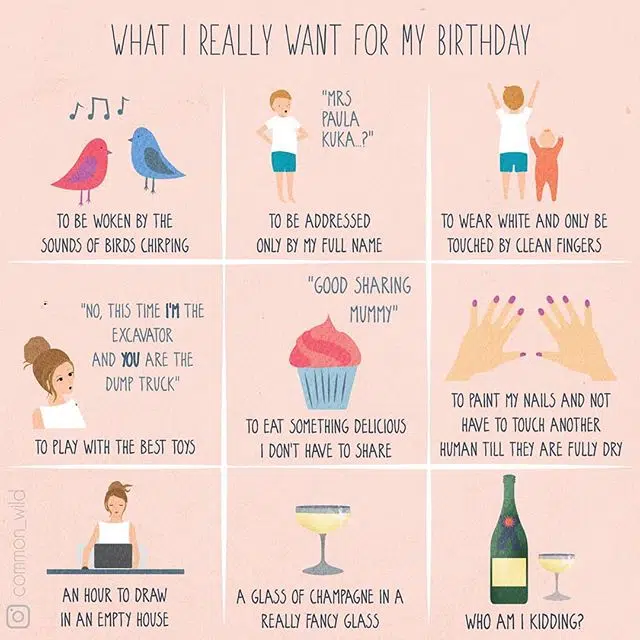 WHAT I REALLY WANT FOR MY BIRTHDAY
TO BE WOKEN BY THE
SOUNDS OF BIRDS CHIRPING
"MRS
PAULA
KUKA...?"
TO BE ADDRESSED
ONLY BY MY FULL NAME
TO WEAR WHITE AND ONLY BE
TOUCHED BY CLEAN FINGERS
"NO, THIS TIME I'M THE
EXCAVATOR
AND YOU ARE THE
DUMP TRUCK"
TO PLAY WITH THE BEST TOYS
"GOOD SHARING
MUMMY"
TO EAT SOMETHING DELICIOUS
I DON'T HAVE TO SHARE
TO PAINT MY NAILS AND NOT
HAVE TO TOUCH ANOTHER
HUMAN TILL THEY ARE FULLY DRY
AN HOUR TO DRAW
IN AN EMPTY HOUSE
A GLASS OF CHAMPAGNE IN A
REALLY FANCY GLASS
WHO AM I KIDDING?
common_wild